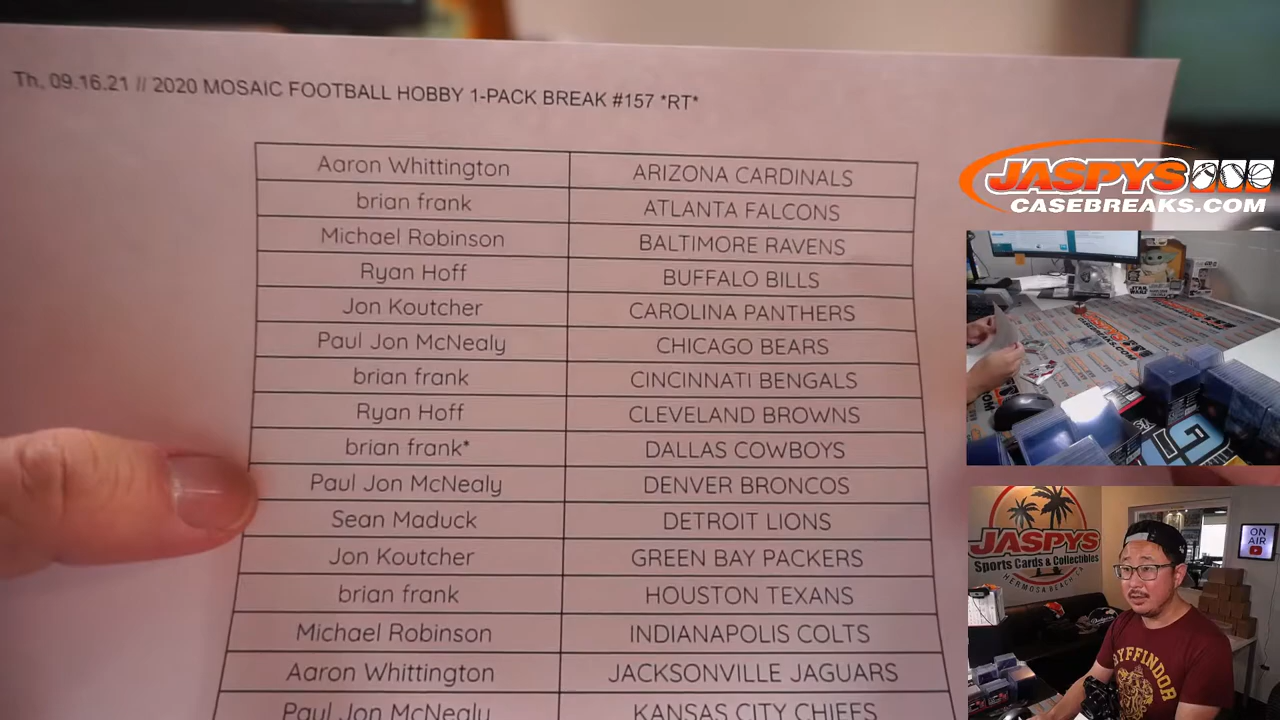 Th, 09.16.21 // 2020 MOSAIC FOOTBALL HOBBY 1-PACK BREAK #157 *RT*
Aaron Whittington ARIZONA CARDINALS
brian frank ATLANTA FALCONS
Michael Robinson BALTIMORE RAVENS
Ryan Hoff BUFFALO BILLS
Jon Koutcher CAROLINA PANTHERS
Paul Jon McNealy CHICAGO BEARS
brian frank CINCINNATI BENGALS
Ryan Hoff CLEVELAND BROWNS
brian frank* DALLAS COWBOYS
Paul Jon McNealy DENVER BRONCOS
Sean Maduck DETROIT LIONS
Jon Koutcher GREEN BAY PACKERS
brian frank HOUSTON TEXANS
Michael Robinson INDIANAPOLIS COLTS
Aaron Whittington JACKSONVILLE JAGUARS
Paul Jon McNealy KANSAS CITY CHIEFS
JASPYS
CASEBREAKS.COM
JASPYS
Sports Cards & Collectibles
HERMOSA BEACH, CA
ON AIR
GRYFFINDOR